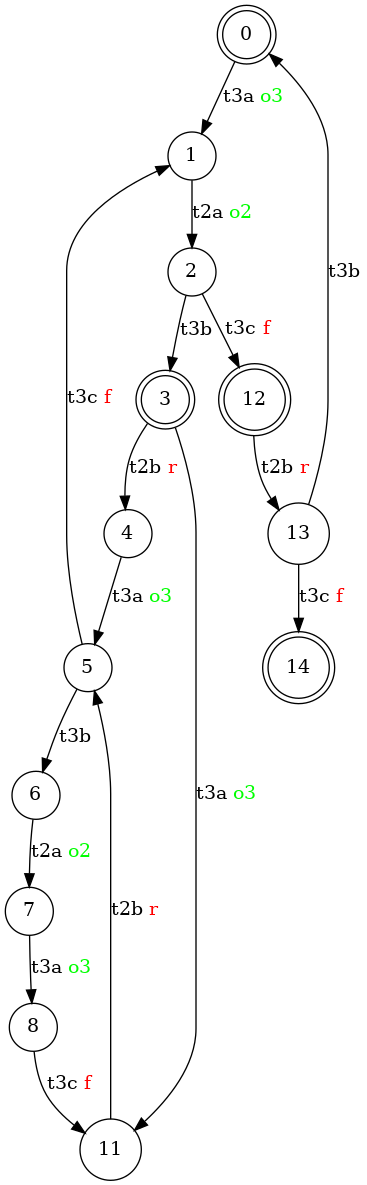 0
t3a o3
1
t2a o2
2
t3b
t3c f
t3b
t3c f
3
12
t2b r
t2b r
4
13
t3a o3
t3c f
5
14
t3b
6
t3a o3
t2a o2
7
t2b r
t3a o3
8
t3c f
11